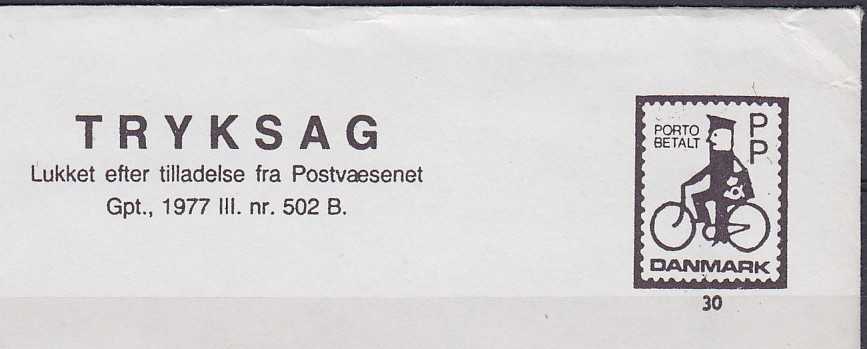 TRYKSAG
Lukket efter tilladelse fra Postvæsenet
Gpt., 1977 III. nr. 502 B.
PORTO
BETALT
P
P
DANMARK
30